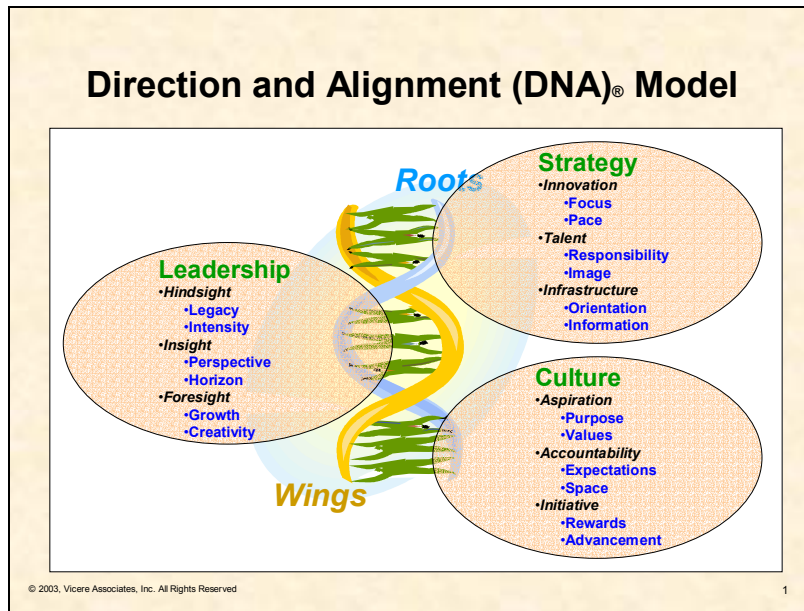 Direction and Alignment (DNA)® Model
Roots
Strategy
•Innovation
•Focus
•Pace
•Talent
•Responsibility
•Image
•Infrastructure
•Orientation
•Information
Leadership
•Hindsight
•Legacy
•Intensity
•Insight
•Perspective
•Horizon
•Foresight
•Growth
•Creativity
Culture
•Aspiration
•Purpose
•Values
•Accountability
•Expectations
•Space
•Initiative
•Rewards
•Advancement
Wings
© 2003, Vicere Associates, Inc. All Rights Reserved
1